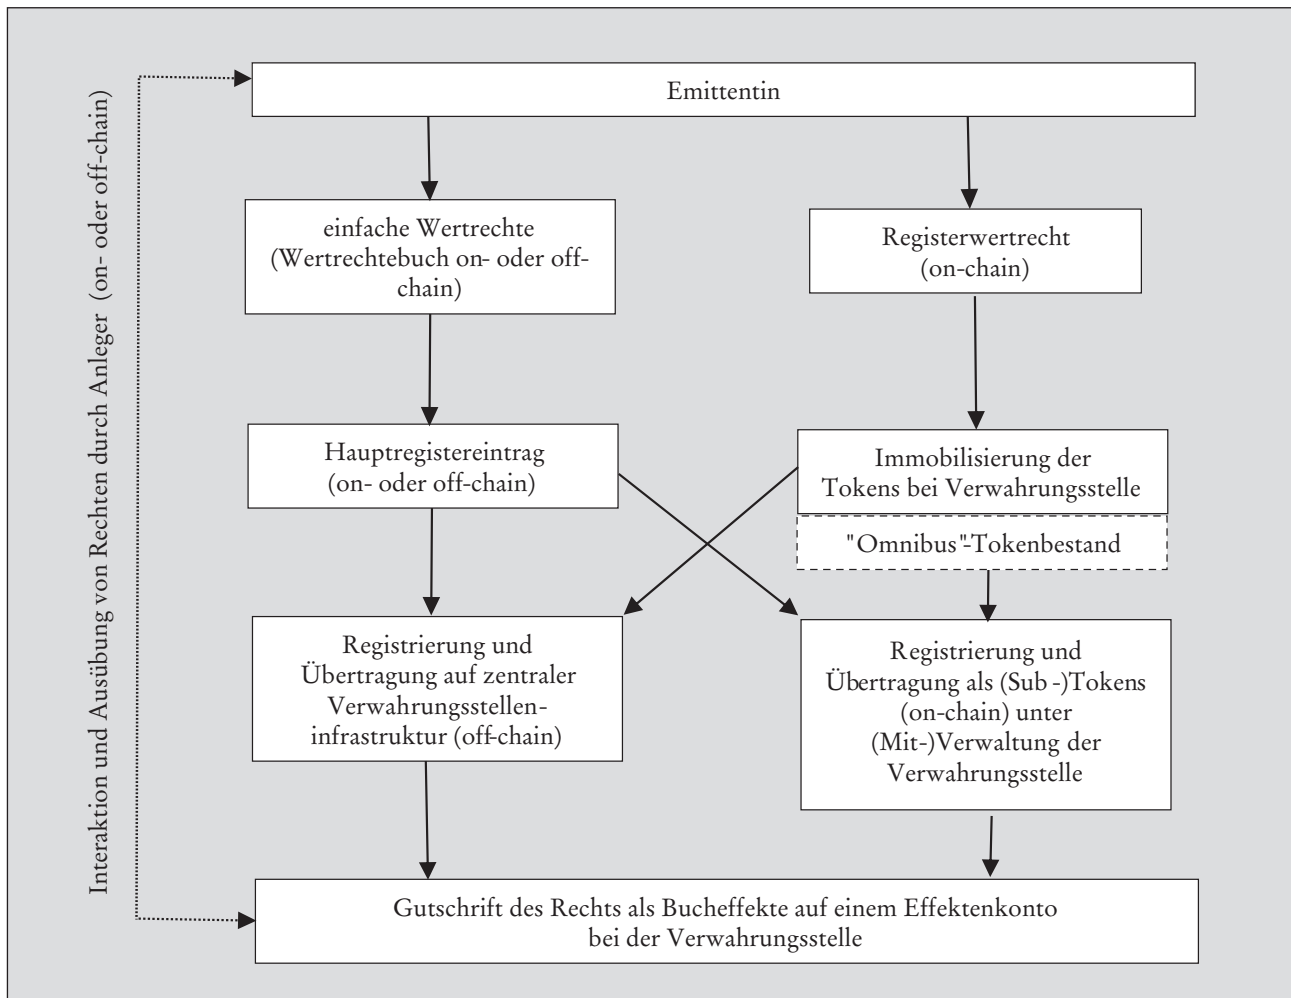 Interaktion und Ausübung von Rechten durch Anleger (on- oder off-chain)
Emittentin
einfache Wertrechte
(Wertrechtebuch on- oder off-
chain)
Registerwertrecht
(on-chain)
Hauptregistereintrag
(on- oder off-chain)
Immobilisierung der
Tokens bei Verwahrungsstelle
"Omnibus"-Tokenbestand
Registrierung und
Übertragung auf zentraler
Verwahrungsstellen-
infrastruktur (off-chain)
Registrierung und
Übertragung als (Sub-)Tokens
(on-chain) unter
(Mit-)Verwaltung der
Verwahrungsstelle
Gutschrift des Rechts als Bucheffekte auf einem Effektenkonto
bei der Verwahrungsstelle